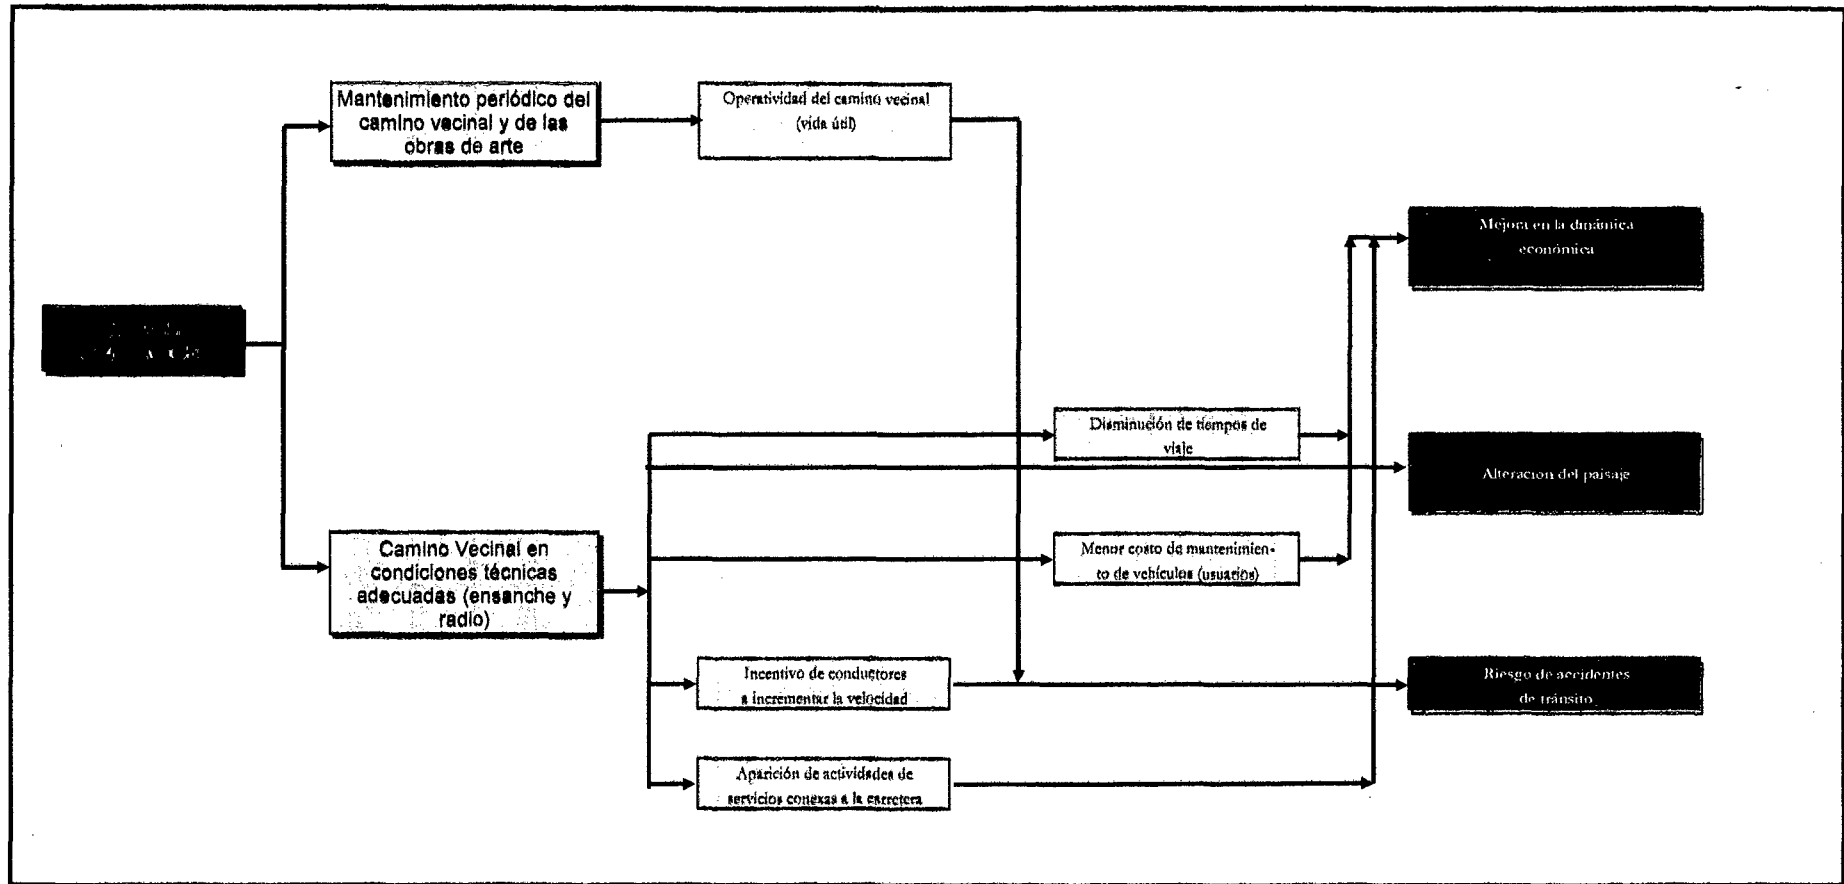 Mantenimiento periódico del
camino vecinal y de las
obras de arte
Operatividad del camino vecinal
(vida útil)
Mejora en la dinámica
económica
Disminución de tiempos de
viaje
Alteracion del paisaje
Camino Vecinal en
condiciones técnicas
adecuadas (ensanche y
radio)
Menor costo de mantenimien-
to de vehículos (usuarios)
Incentivo de conductores
a incrementar la velocidad
Riesgo de accidentes
de tránsito
Aparición de actividades de
servicios conexas a la carretera